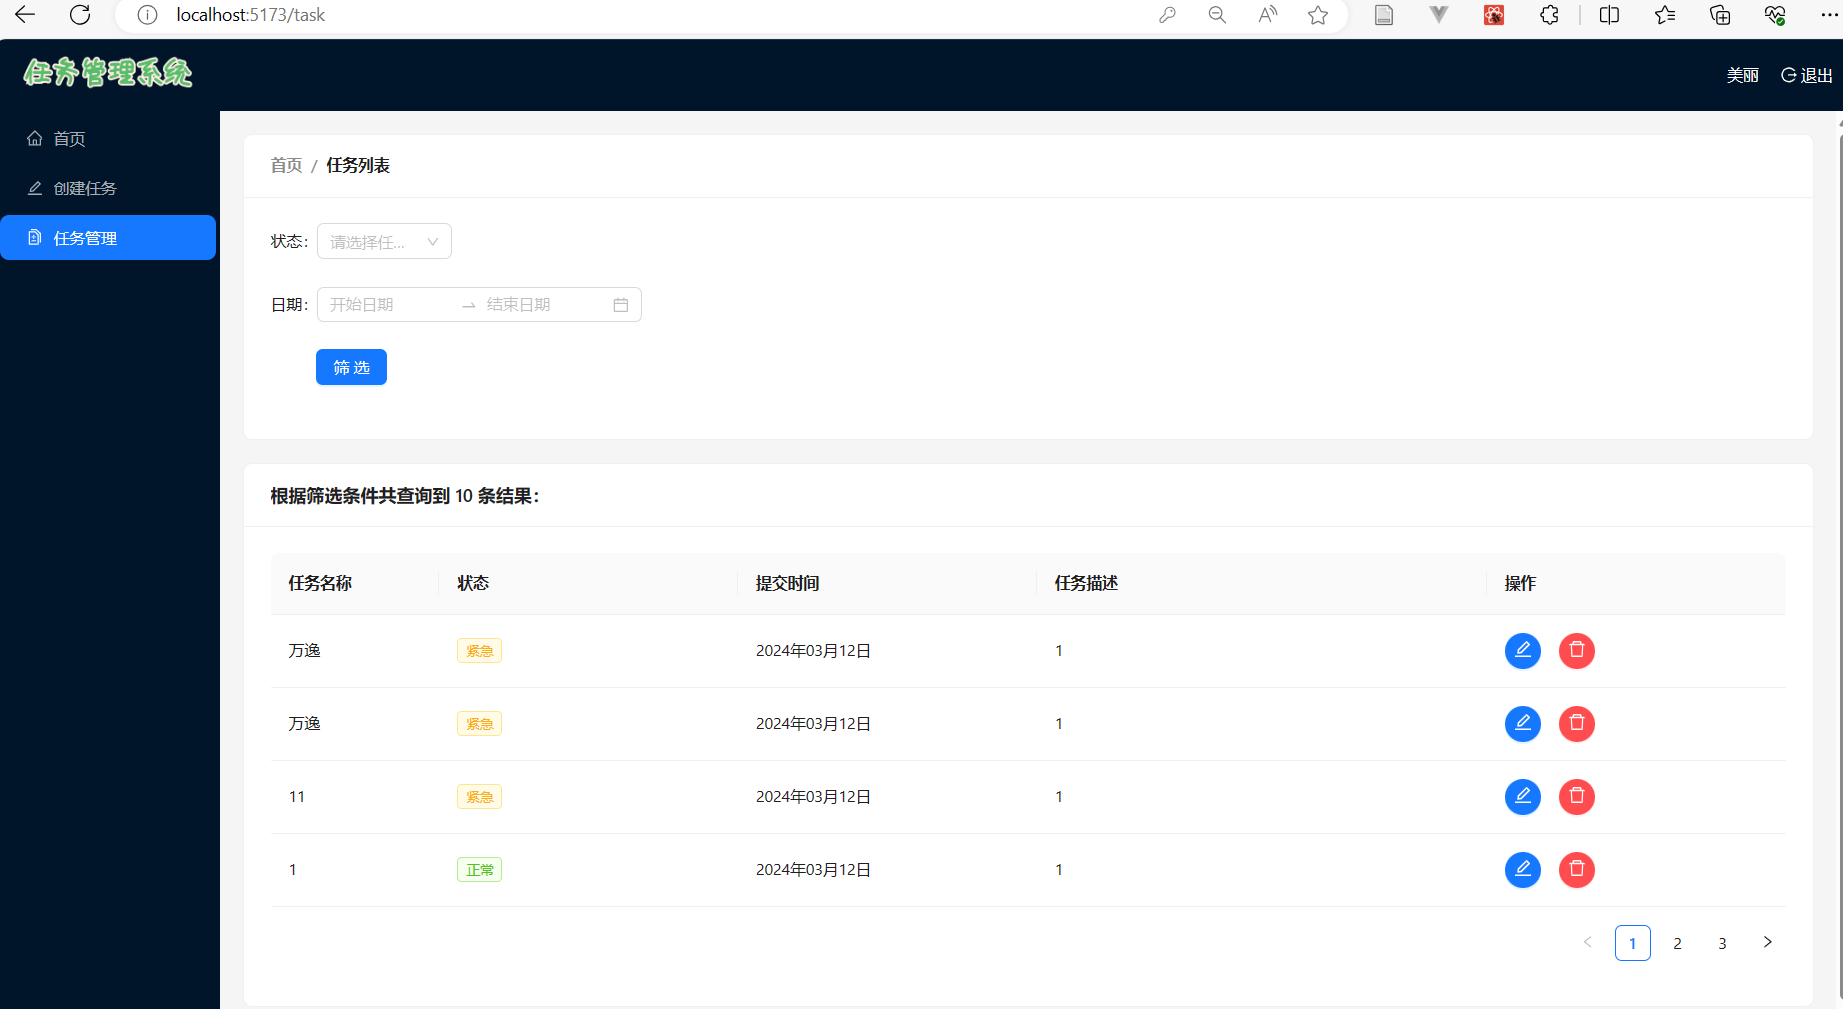 localhost:5173/task
任务管理系统
美丽 退出
首页
创建任务
任务管理
首页 / 任务列表
状态: 请选择任...
日期: 开始日期 → 结束日期
筛 选
根据筛选条件共查询到 10 条结果:
任务名称 状态 提交时间 任务描述 操作
万逸 紧急 2024年03月12日 1
万逸 紧急 2024年03月12日 1
11 紧急 2024年03月12日 1
1 正常 2024年03月12日 1
< 1 2 3 >